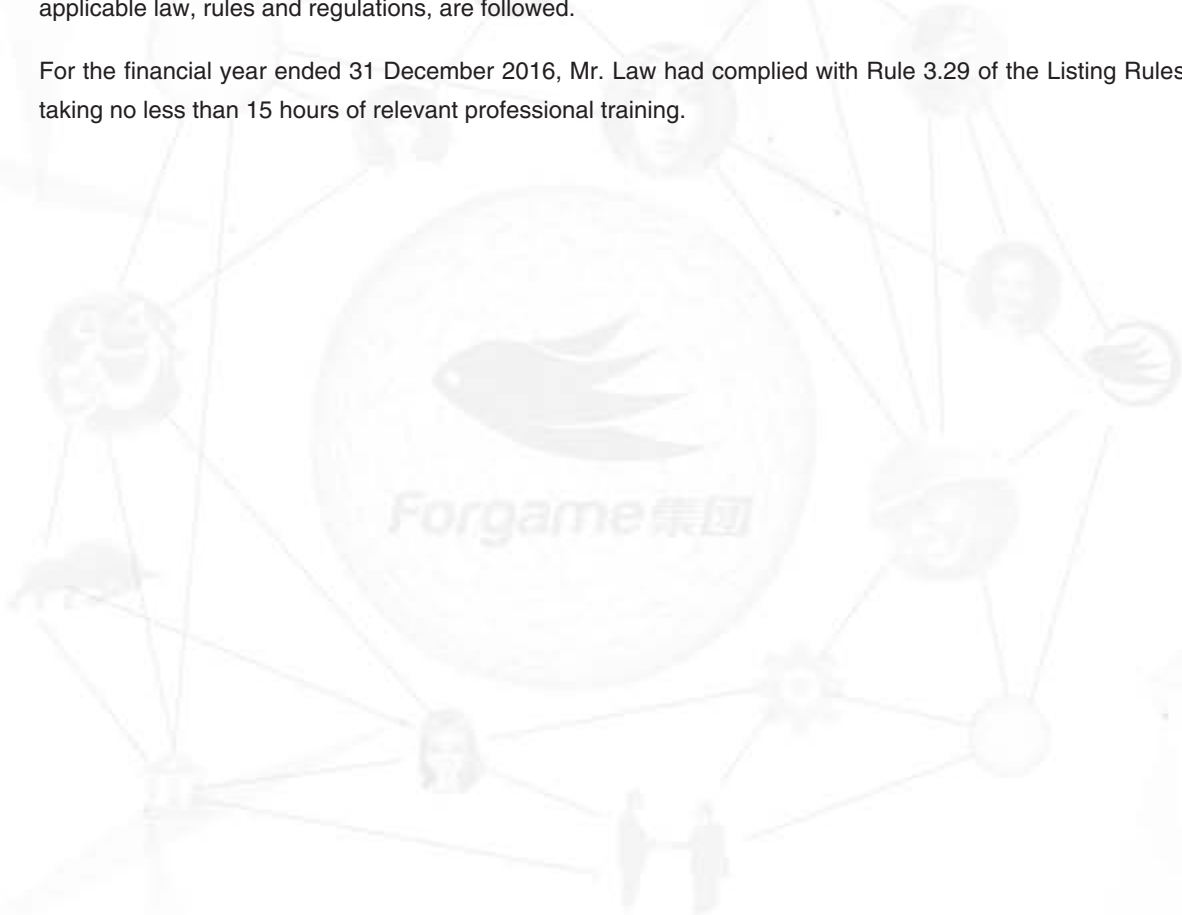 applicable law, rules and regulations, are followed.
For the financial year ended 31 December 2016, Mr. Law had complied with Rule 3.29 of the Listing Rules
taking no less than 15 hours of relevant professional training.
Forgame集团